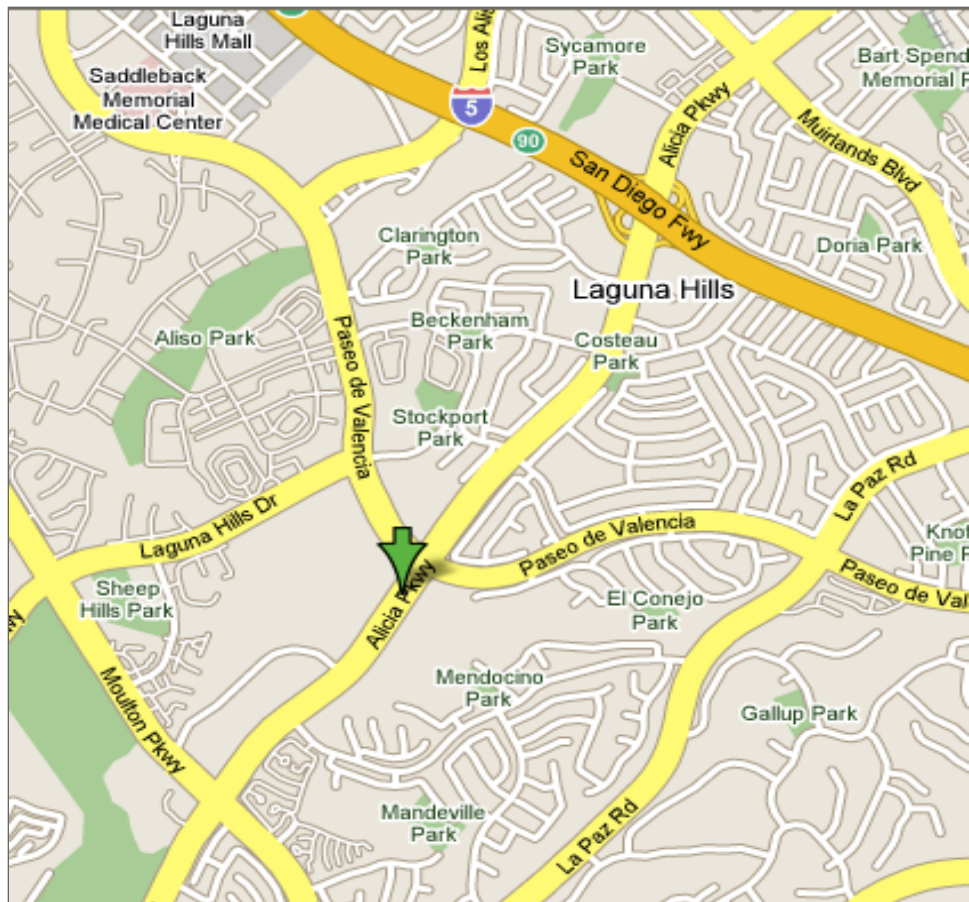 Laguna
Hills Mall
Los Ali
Sycamore
Park
Bart Spend
Memorial P
Saddleback
Memorial
Medical Center
5
90
Alicia Pkwy
Muirlands Blvd
San Diego Fwy
Clarington
Park
Doria Park
Laguna Hills
Aliso Park
Beckenham
Park
Costeau
Park
Paseo de Valencia
Stockport
Park
La Paz Rd
Laguna Hills Dr
Paseo de Valencia
Knot
Pine P
Paseo de Val
Sheep
Hills Park
wy
Alicia Pkwy
El Conejo
Park
Mendocino
Park
Moulton Pkwy
Gallup Park
Mandeville
Park
La Paz Rd